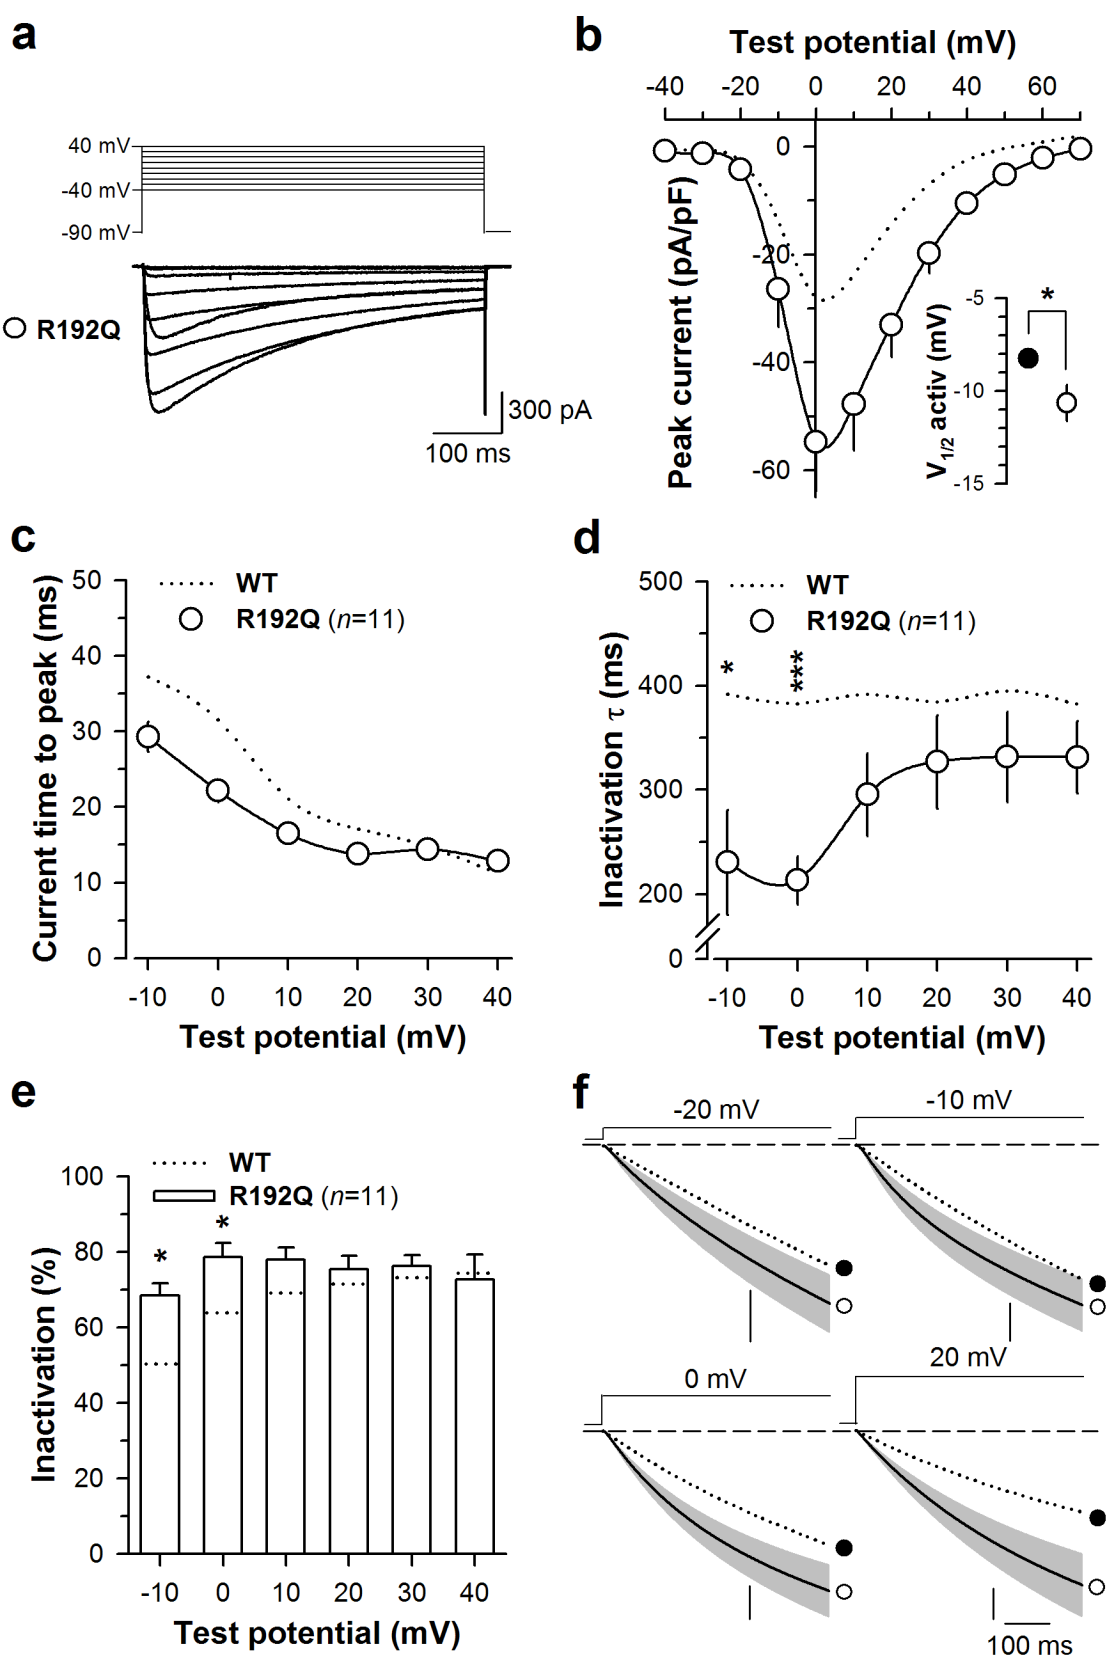 a
40 mV
-40 mV
-90 mV
R192Q
300 pA
100 ms
b
Test potential (mV)
-40 -20 0 20 40 60
0
-20
-40
-60
Peak current (pA/pF)
-5
-10
-15
V1/2 activ (mV)
*
c
50
40
30
20
10
0
Current time to peak (ms)
WT
R192Q (n=11)
-10 0 10 20 30 40
Test potential (mV)
d
500
400
300
200
0
Inactivation τ (ms)
WT
R192Q (n=11)
* ***
-10 0 10 20 30 40
Test potential (mV)
e
100
80
60
40
20
0
Inactivation (%)
WT
R192Q (n=11)
* *
-10 0 10 20 30 40
Test potential (mV)
f
-20 mV
-10 mV
0 mV
20 mV
100 ms